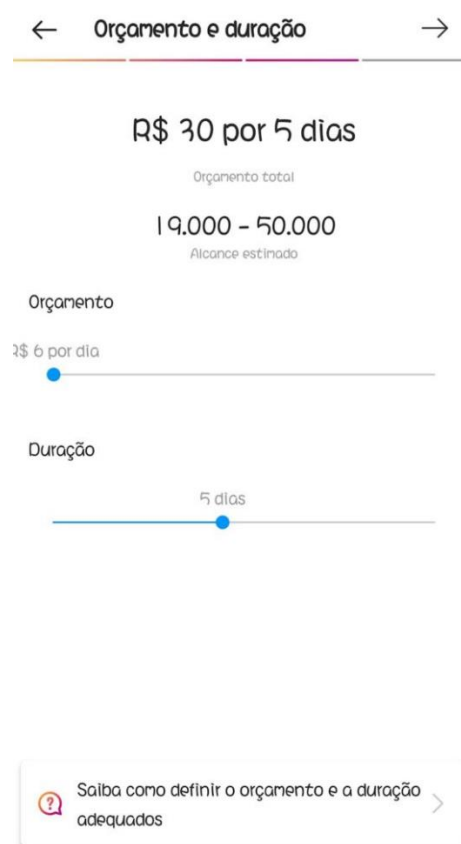 Orçamento e duração
R$ 30 por 5 dias
Orçamento total
19.000 - 50.000
Alcance estimado
Orçamento
R$ 6 por dia
Duração
5 dias
Saiba como definir o orçamento e a duração
adequados